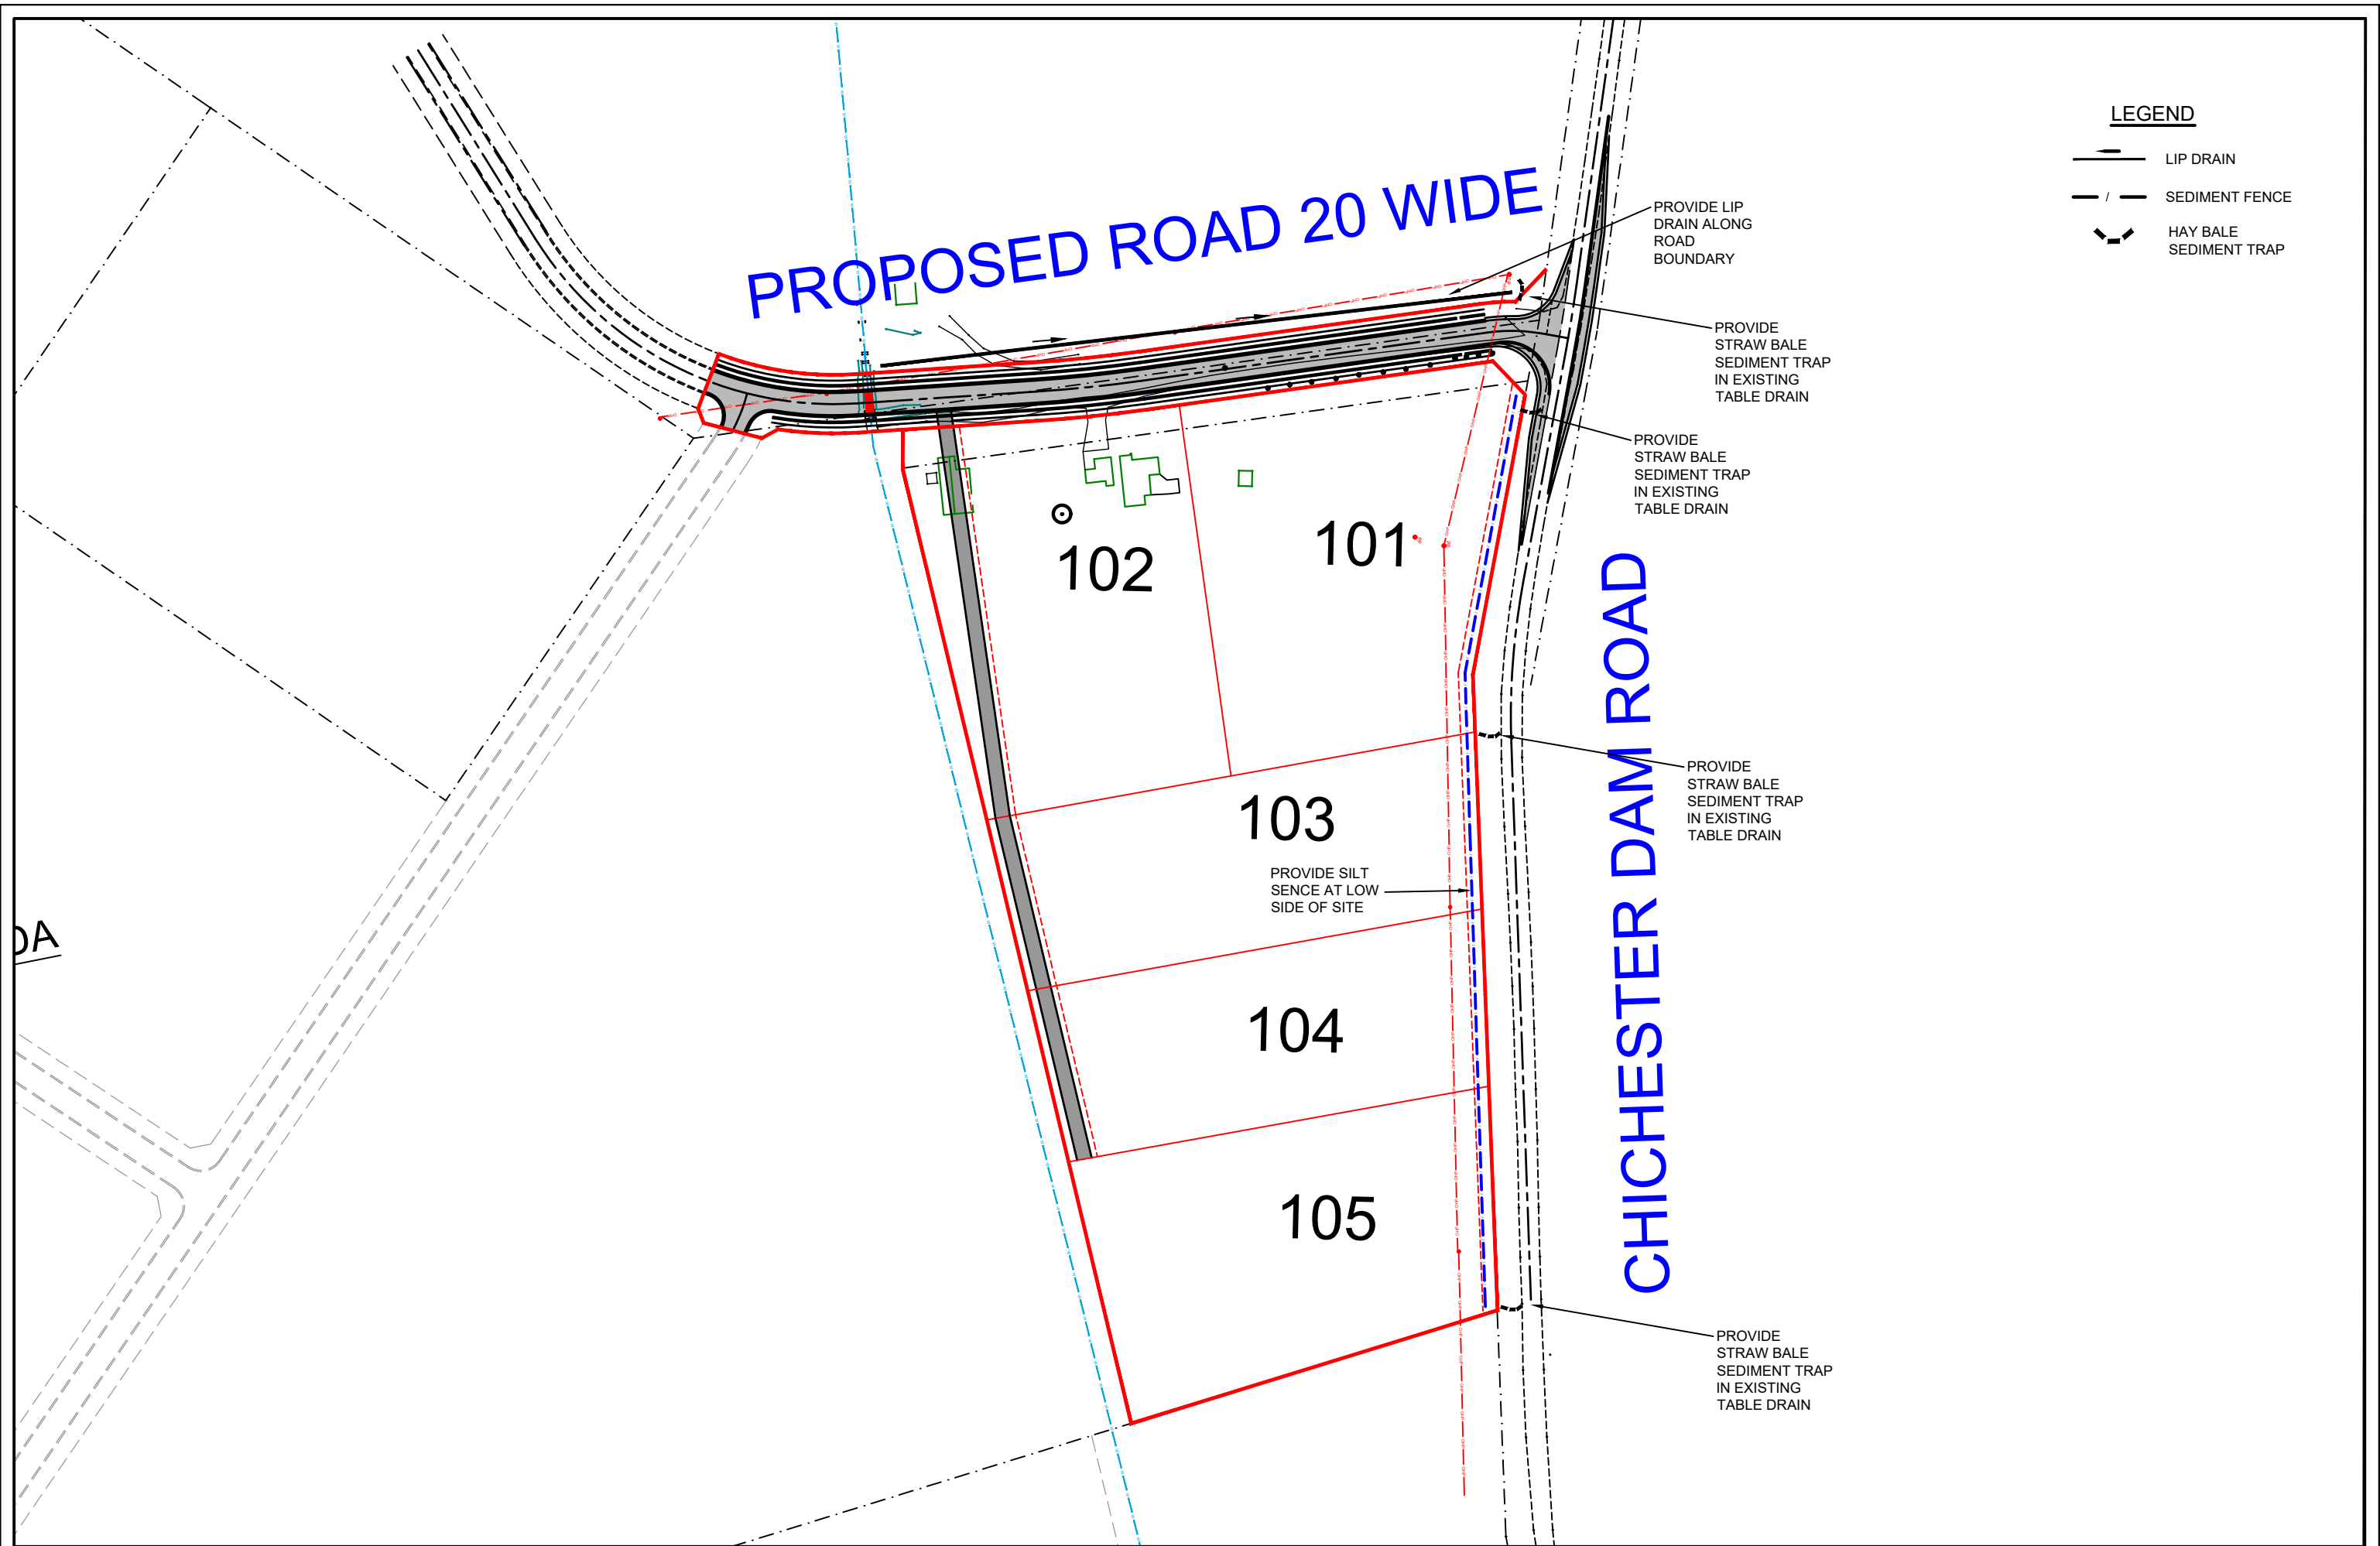 LEGEND
LIP DRAIN
SEDIMENT FENCE
HAY BALE
SEDIMENT TRAP
PROPOSED ROAD 20 WIDE
PROVIDE LIP
DRAIN ALONG
ROAD
BOUNDARY
PROVIDE
STRAW BALE
SEDIMENT TRAP
IN EXISTING
TABLE DRAIN
PROVIDE
STRAW BALE
SEDIMENT TRAP
IN EXISTING
TABLE DRAIN
101
102
CHICHESTER DAM ROAD
PROVIDE
STRAW BALE
SEDIMENT TRAP
IN EXISTING
TABLE DRAIN
103
PROVIDE SILT
SENCE AT LOW
SIDE OF SITE
104
105
PROVIDE
STRAW BALE
SEDIMENT TRAP
IN EXISTING
TABLE DRAIN